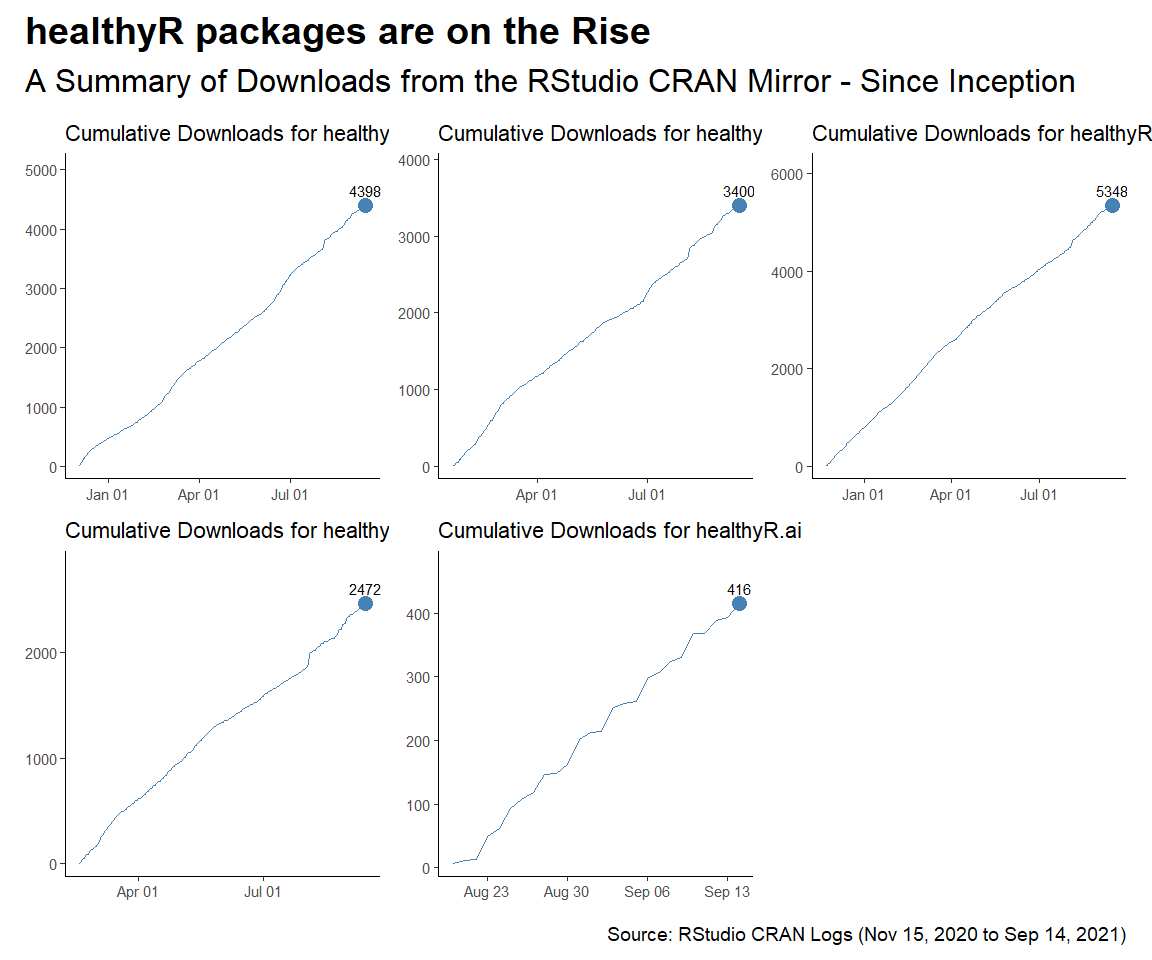 healthyR packages are on the Rise
A Summary of Downloads from the RStudio CRAN Mirror - Since Inception
Cumulative Downloads for healthy
5000
4000
3000
2000
1000
0
4398
Jan 01 Apr 01 Jul 01
Cumulative Downloads for healthy
4000
3000
2000
1000
0
3400
Apr 01 Jul 01
Cumulative Downloads for healthyR
6000
4000
2000
0
5348
Jan 01 Apr 01 Jul 01
Cumulative Downloads for healthy
2000
1000
0
2472
Apr 01 Jul 01
Cumulative Downloads for healthyR.ai
400
300
200
100
0
416
Aug 23 Aug 30 Sep 06 Sep 13
Source: RStudio CRAN Logs (Nov 15, 2020 to Sep 14, 2021)